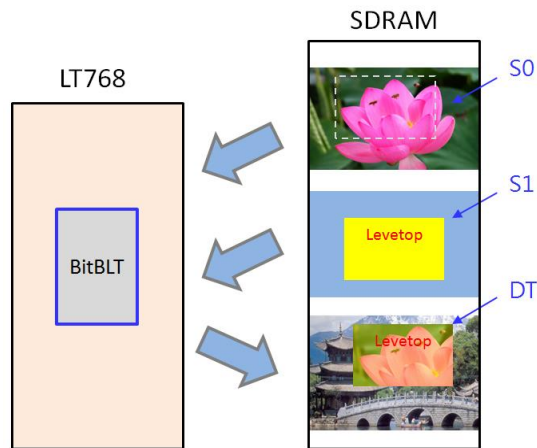 SDRAM
LT768
S0
S1
Levetop
BitBLT
DT
Levetop